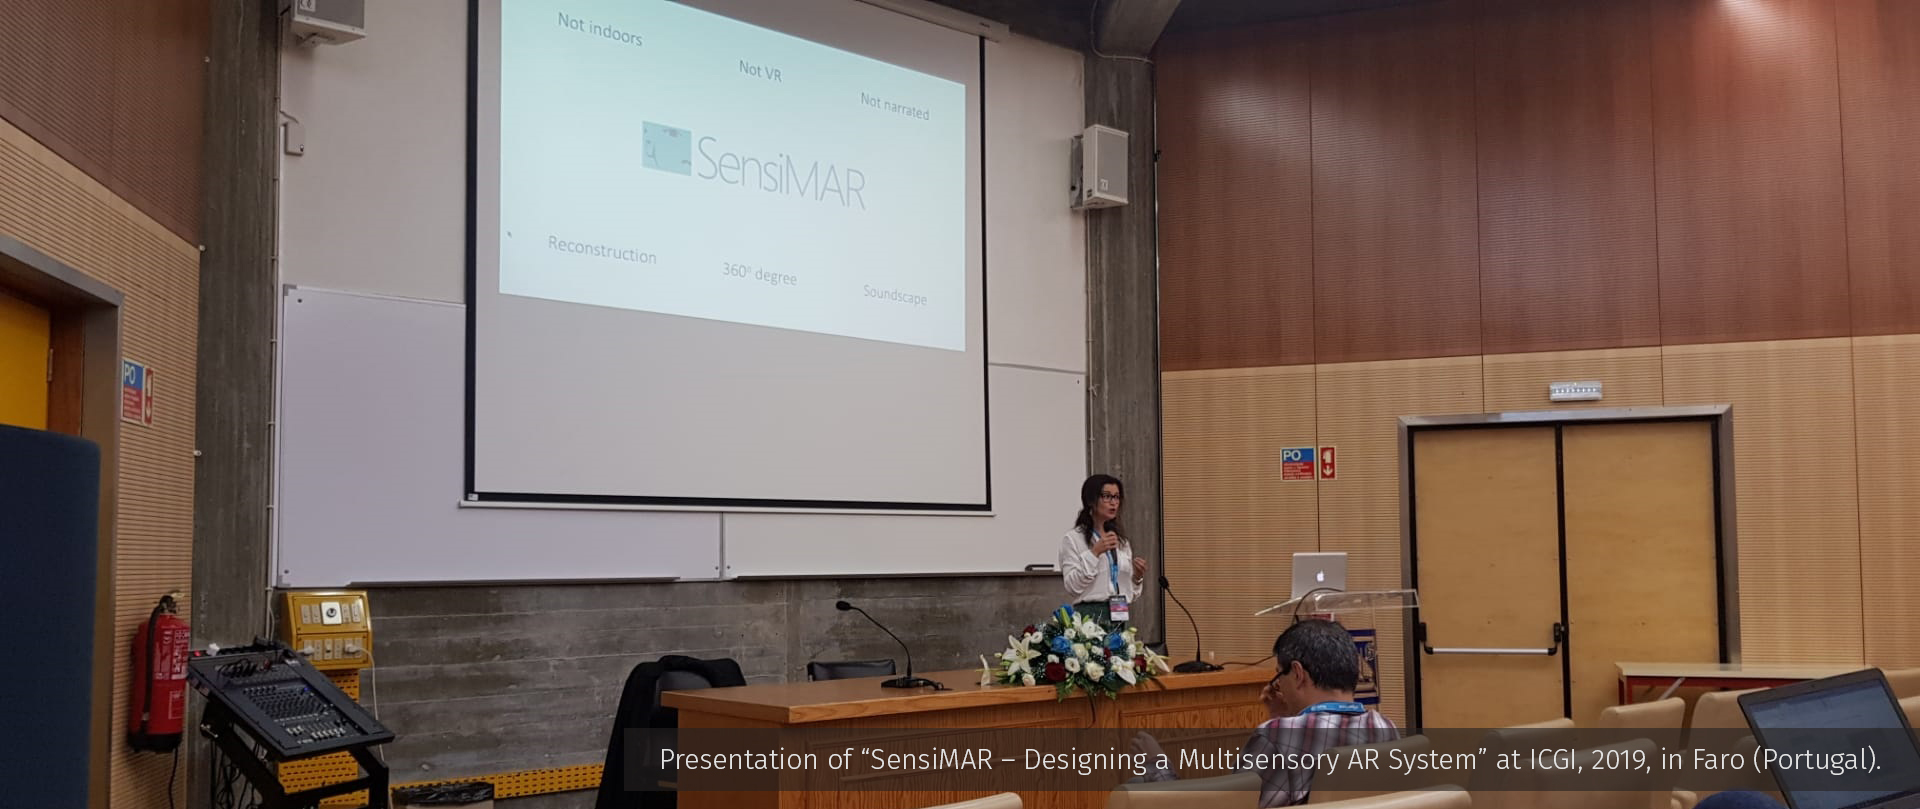 Not indoors
Not VR
Not narrated
SensiMAR
Reconstruction
360º degree
Soundscape
PO
PO
Presentation of “SensiMAR – Designing a Multisensory AR System” at ICGI, 2019, in Faro (Portugal).